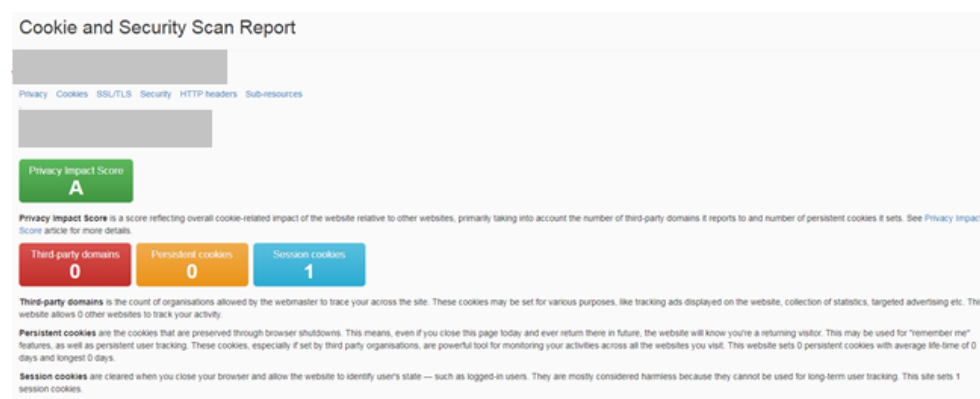 Cookie and Security Scan Report
Privacy Cookies SSL/TLS Security HTTP headers Sub-resources
Privacy Impact Score
A
Privacy Impact Score is a score reflecting overall cookie-related impact of the website relative to other websites, primarily taking into account the number of third-party domains it reports to and number of persistent cookies it sets. See Privacy Impact
Score article for more details.
Third-party domains Persistent cookies Session cookies
0 0 1
Third-party domains is the count of organisations allowed by the webmaster to trace your across the site. These cookies may be set for various purposes, like tracking ads displayed on the website, collection of statistics, targeted advertising etc. This
website allows 0 other websites to track your activity.
Persistent cookies are the cookies that are preserved through browser shutdowns. This means, even if you close this page today and ever return there in future, the website will know you're a returning visitor. This may be used for "remember me"
features, as well as persistent user tracking. These cookies, especially if set by third party organisations, are powerful tool for monitoring your activities across all the websites you visit. This website sets 0 persistent cookies with average life-time of 0
days and longest 0 days.
Session cookies are cleared when you close your browser and allow the website to identify user's state — such as logged-in users. They are mostly considered harmless because they cannot be used for long-term user tracking. This site sets 1
session cookies.